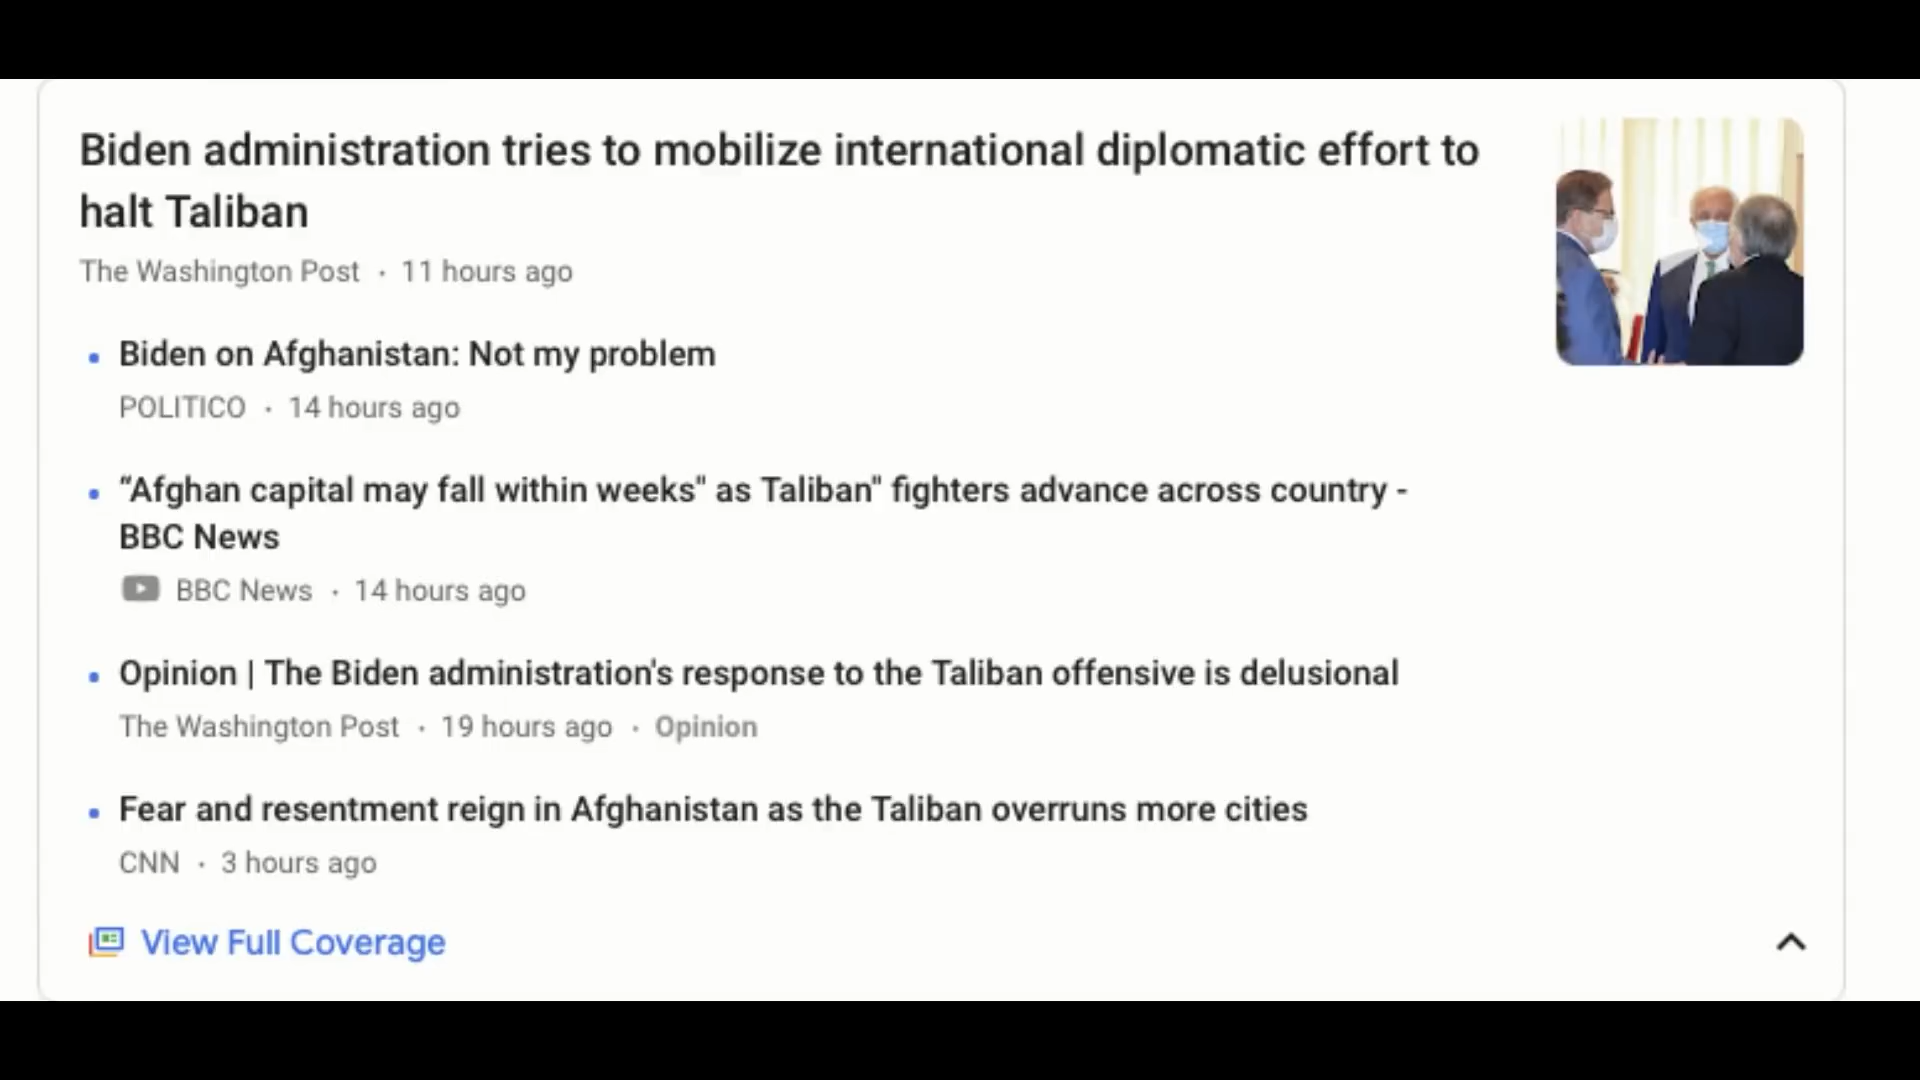 Biden administration tries to mobilize international diplomatic effort to
halt Taliban
The Washington Post · 11 hours ago
Biden on Afghanistan: Not my problem
POLITICO · 14 hours ago
“Afghan capital may fall within weeks" as Taliban" fighters advance across country -
BBC News
BBC News · 14 hours ago
Opinion | The Biden administration's response to the Taliban offensive is delusional
The Washington Post · 19 hours ago · Opinion
Fear and resentment reign in Afghanistan as the Taliban overruns more cities
CNN · 3 hours ago
View Full Coverage